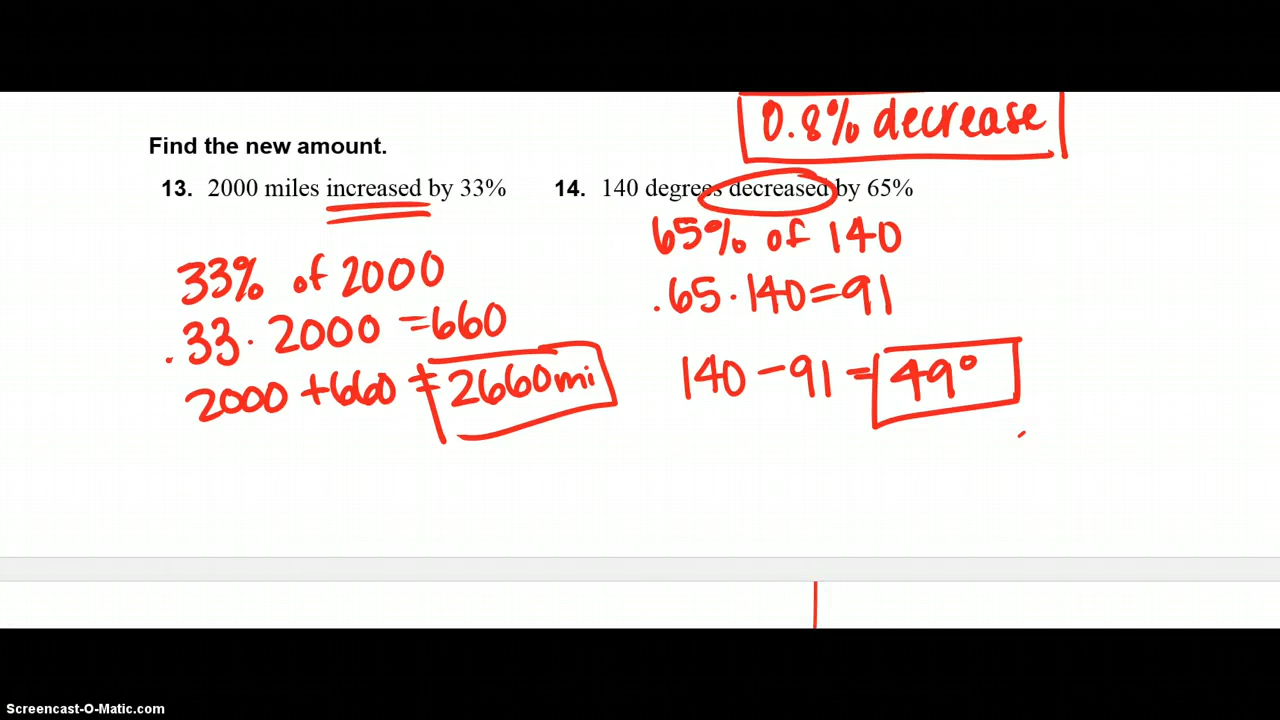 0.8% decrease
Find the new amount.
13. 2000 miles increased by 33%
33% of 2000
.33 · 2000 = 660
2000 + 660 = 2660mi
14. 140 degrees decreased by 65%
65% of 140
.65 · 140 = 91
140 - 91 = 49°
Screencast-O-Matic.com